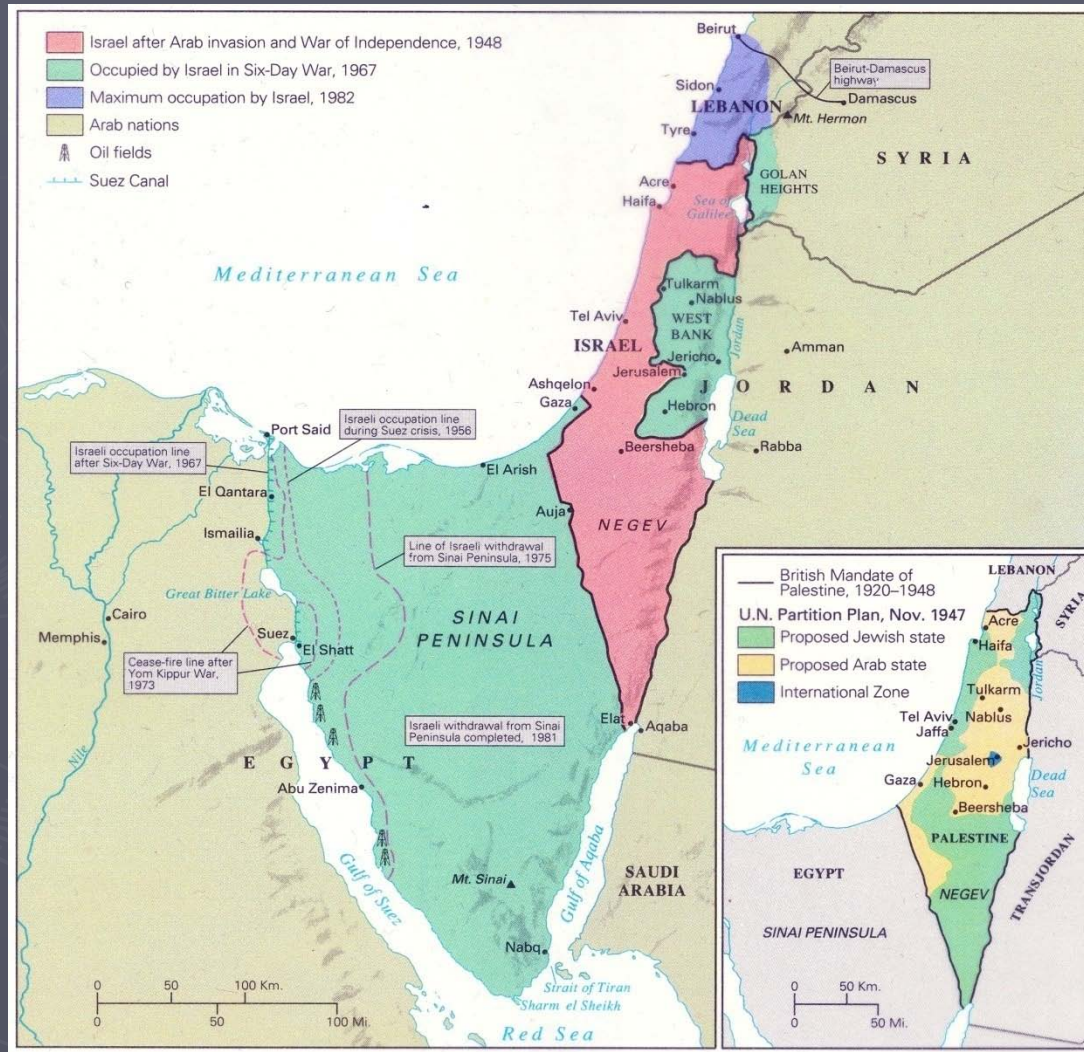 Israel after Arab invasion and War of Independence, 1948
Occupied by Israel in Six-Day War, 1967
Maximum occupation by Israel, 1982
Arab nations
Oil fields
Suez Canal
Beirut
Beirut-Damascus
highway
Sidon
Damascus
LEBANON
Mt. Hermon
Tyre
SYRIA
GOLAN
HEIGHTS
Acre
Haifa
Sea of
Galilee
Mediterranean Sea
Tulkarm
Nablus
Tel Aviv
WEST
BANK
Jordan
ISRAEL
Amman
Jericho
Jerusalem
JORDAN
Ashqelon
Gaza
Hebron
Dead
Sea
Port Said
Israeli occupation line
during Suez crisis, 1956
Israeli occupation line
after Six-Day War, 1967
Beersheba
Rabba
El Arish
El Qantara
Auja
Ismailia
NEGEV
Line of Israeli withdrawal
from Sinai Peninsula, 1975
Great Bitter Lake
Cairo
Memphis
SINAI
PENINSULA
Suez
El Shatt
Cease-fire line after
Yom Kippur War,
1973
Israeli withdrawal from Sinai
Peninsula completed, 1981
Elat
Aqaba
Nile
EGYPT
Abu Zenima
Gulf of Suez
Mt. Sinai
Gulf of Aqaba
SAUDI
ARABIA
Nabq
Strait of Tiran
Sharm el Sheikh
Red Sea
0 50 100 Km.
0 50 110 Mi.
British Mandate of
Palestine, 1920–1948
U.N. Partition Plan, Nov. 1947
Proposed Jewish state
Proposed Arab state
International Zone
LEBANON
SYRIA
Acre
Haifa
Jordan
Tulkarm
Nablus
Tel Aviv
Jaffa
Mediterranean
Sea
Jericho
Jerusalem
Gaza
Hebron
Dead
Sea
Beersheba
PALESTINE
EGYPT
NEGEV
TRANSJORDAN
SINAI PENINSULA
0 50 Km.
0 50 Mi.